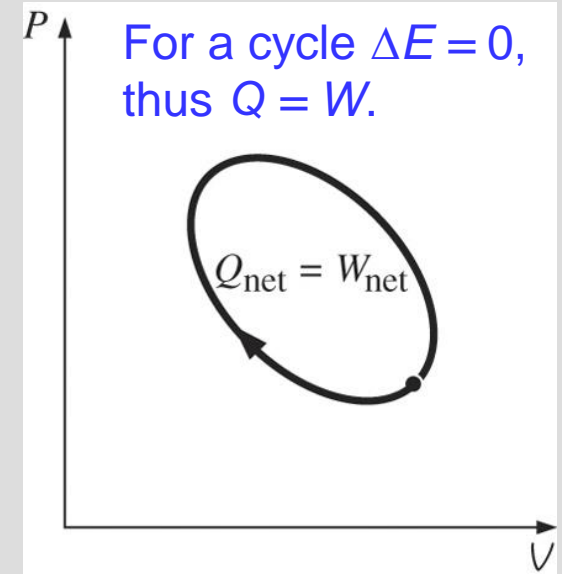 P
For a cycle ΔE = 0,
thus Q = W.
Qnet = Wnet
V